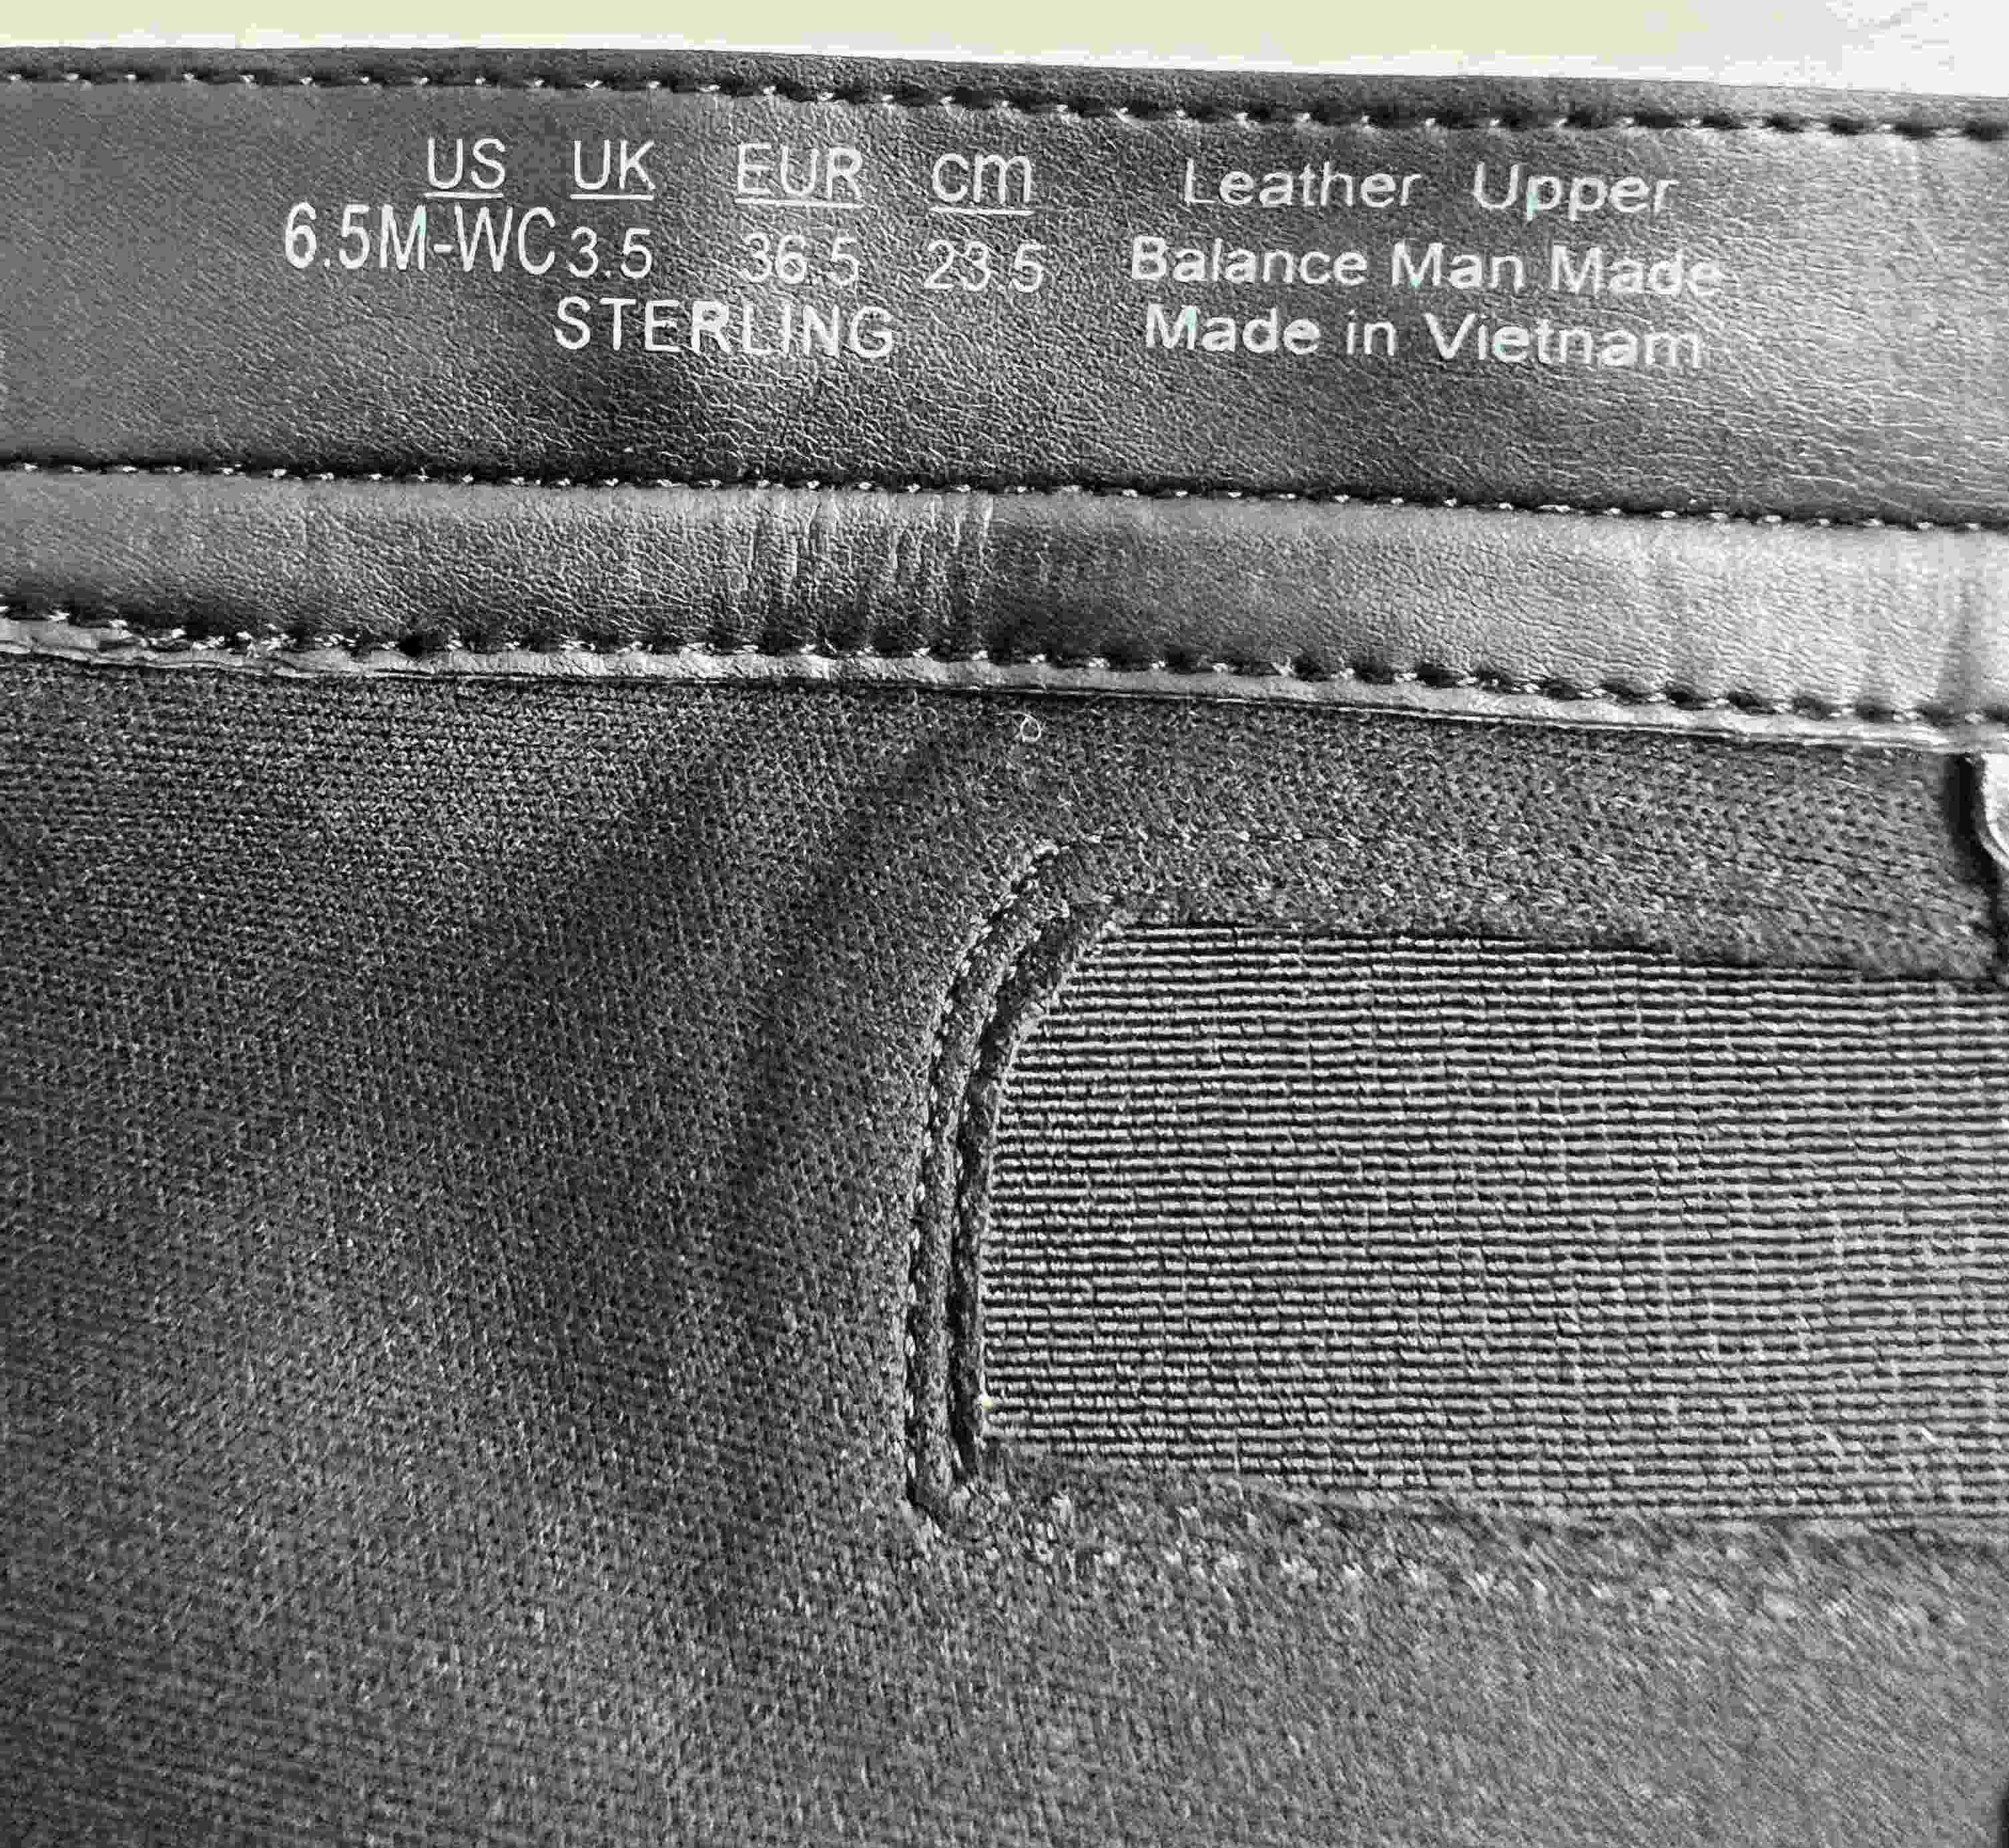 US UK EUR cm
6.5M-WC 3.5 36.5 23.5
STERLING
Leather Upper
Balance Man Made
Made in Vietnam